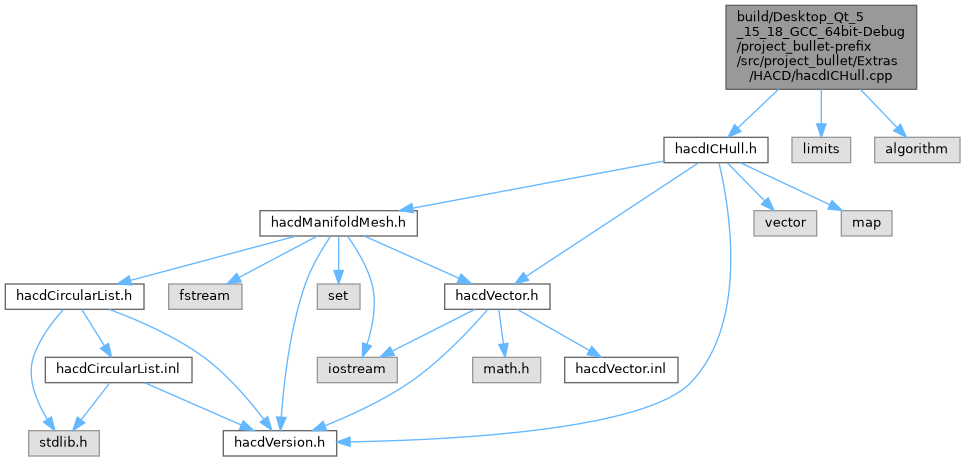 build/Desktop_Qt_5
_15_18_GCC_64bit-Debug
/project_bullet-prefix
/src/project_bullet/Extras
/HACD/hacdICHull.cpp
hacdICHull.h
limits
algorithm
hacdManifoldMesh.h
vector
map
hacdCircularList.h
fstream
set
hacdVector.h
hacdCircularList.inl
iostream
math.h
hacdVector.inl
stdlib.h
hacdVersion.h